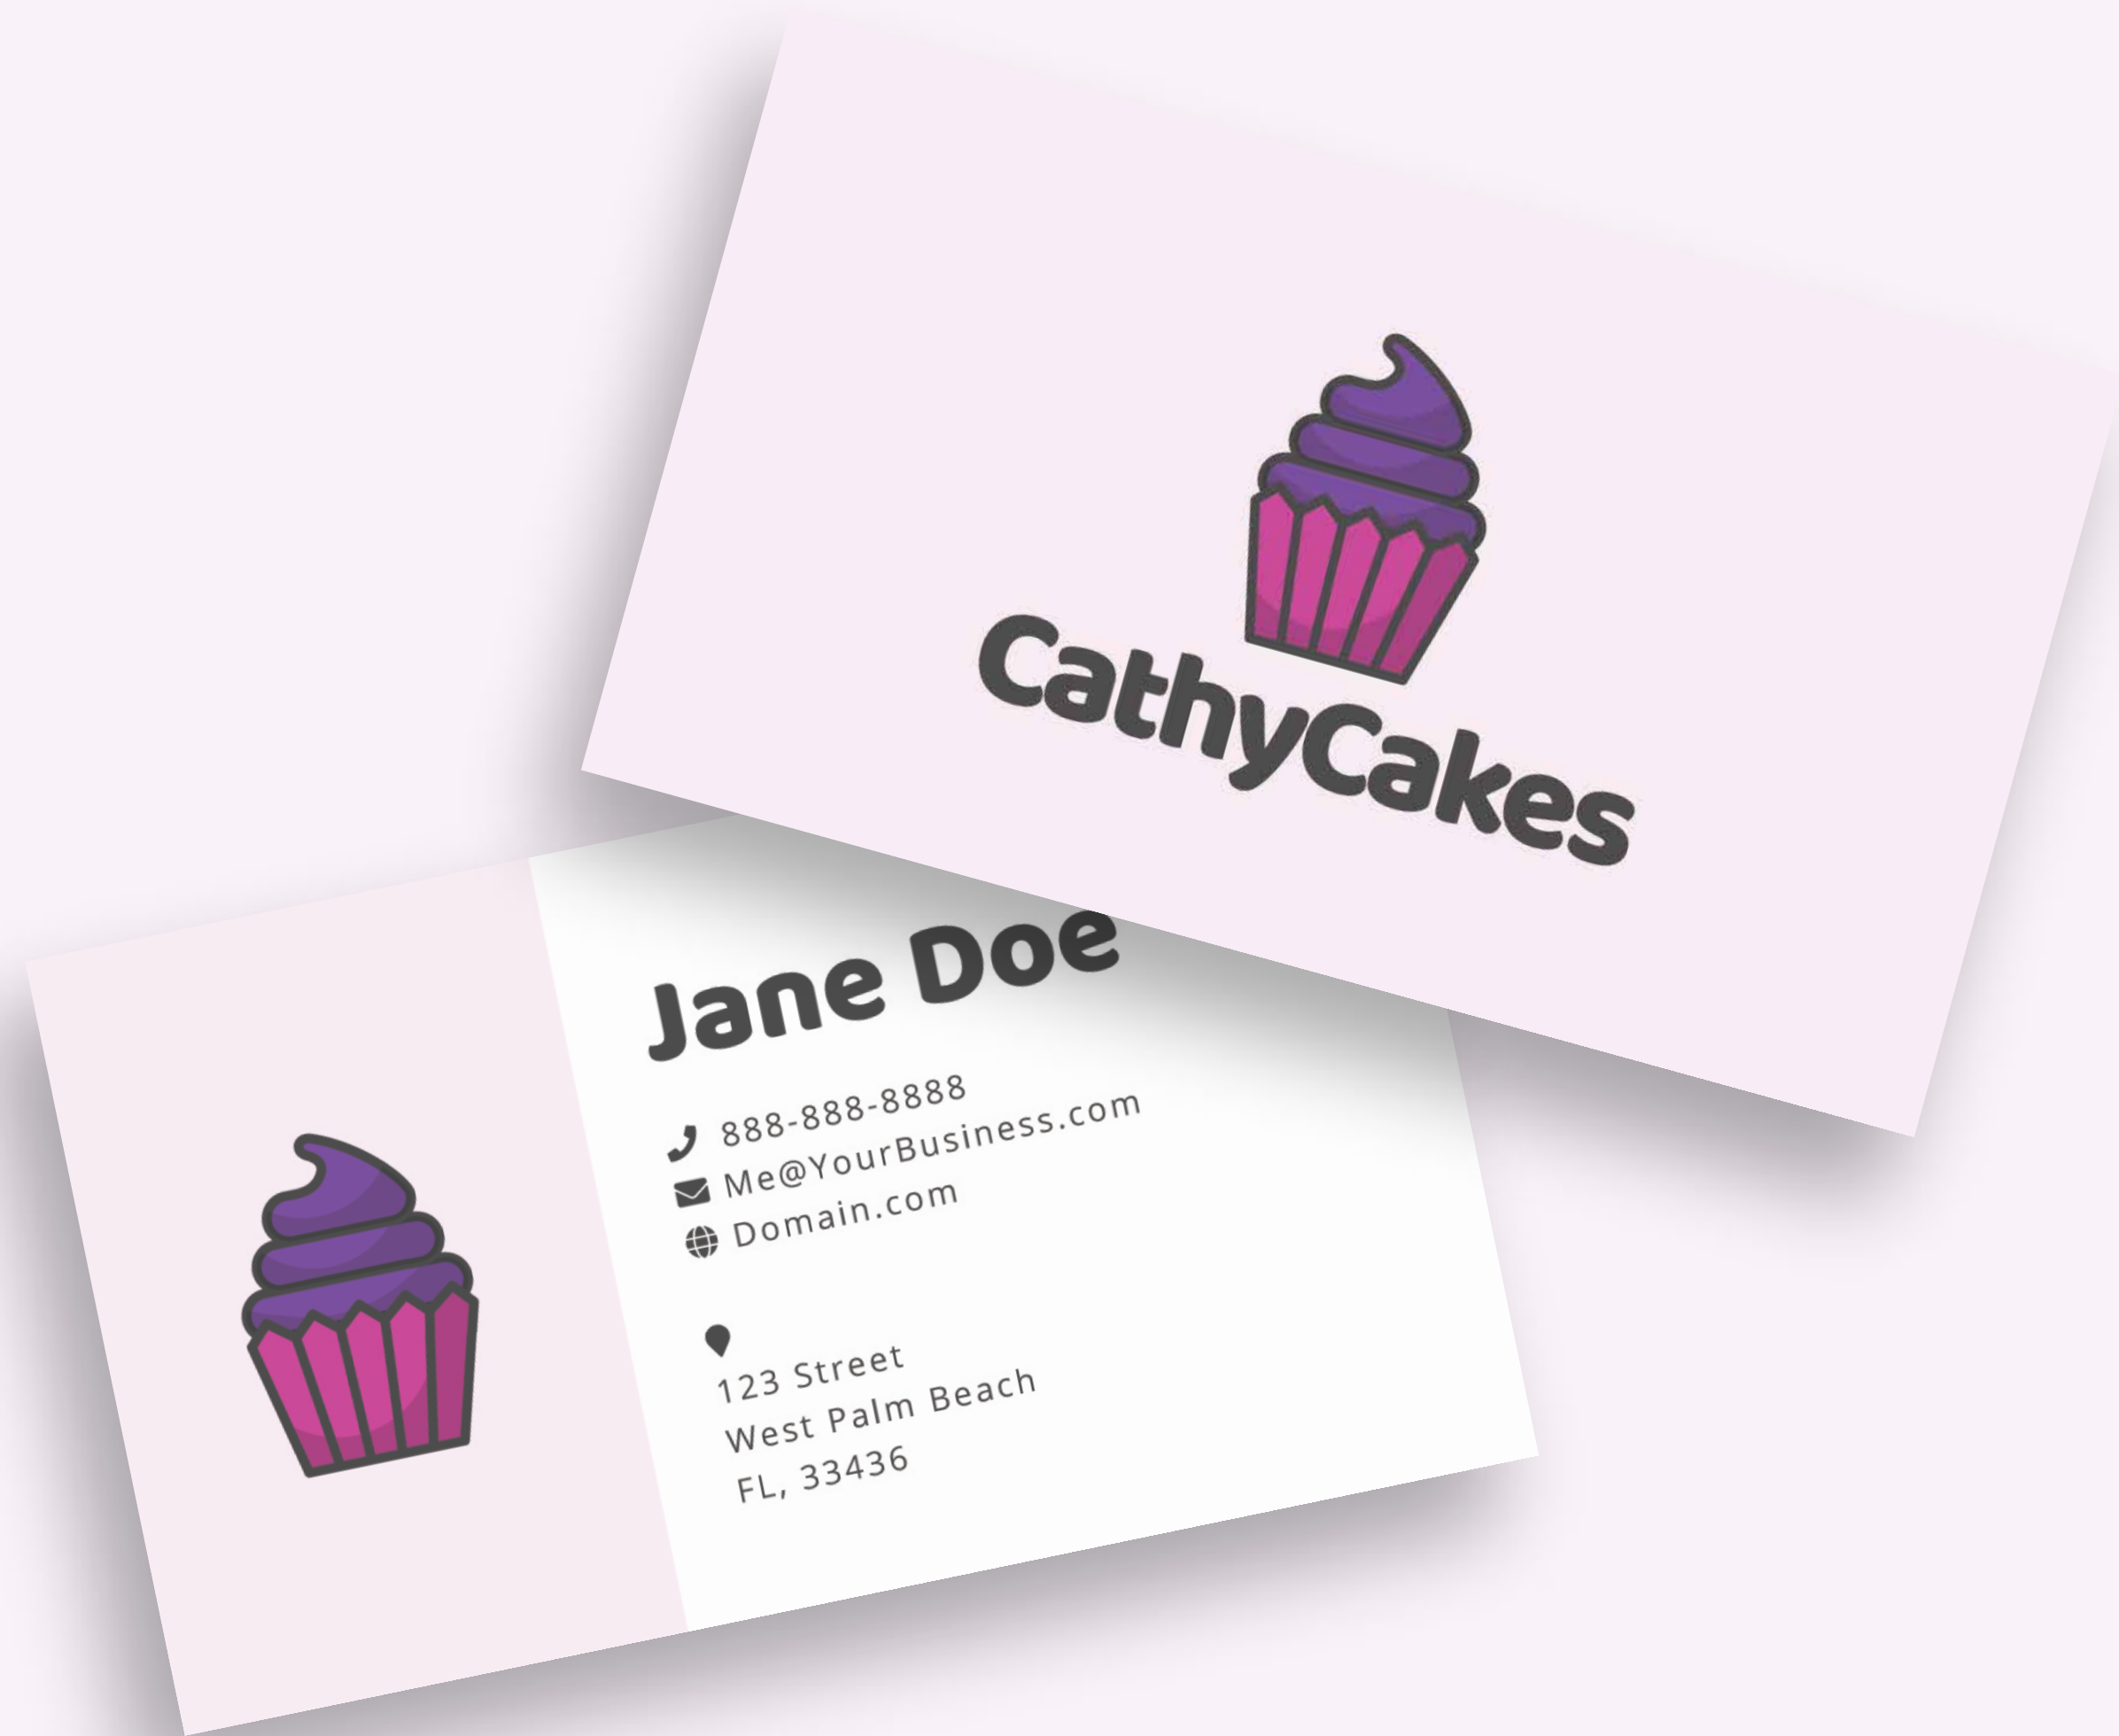 CathyCakes
Jane Doe
888-888-8888
Me@YourBusiness.com
Domain.com
123 Street
West Palm Beach
FL, 33436